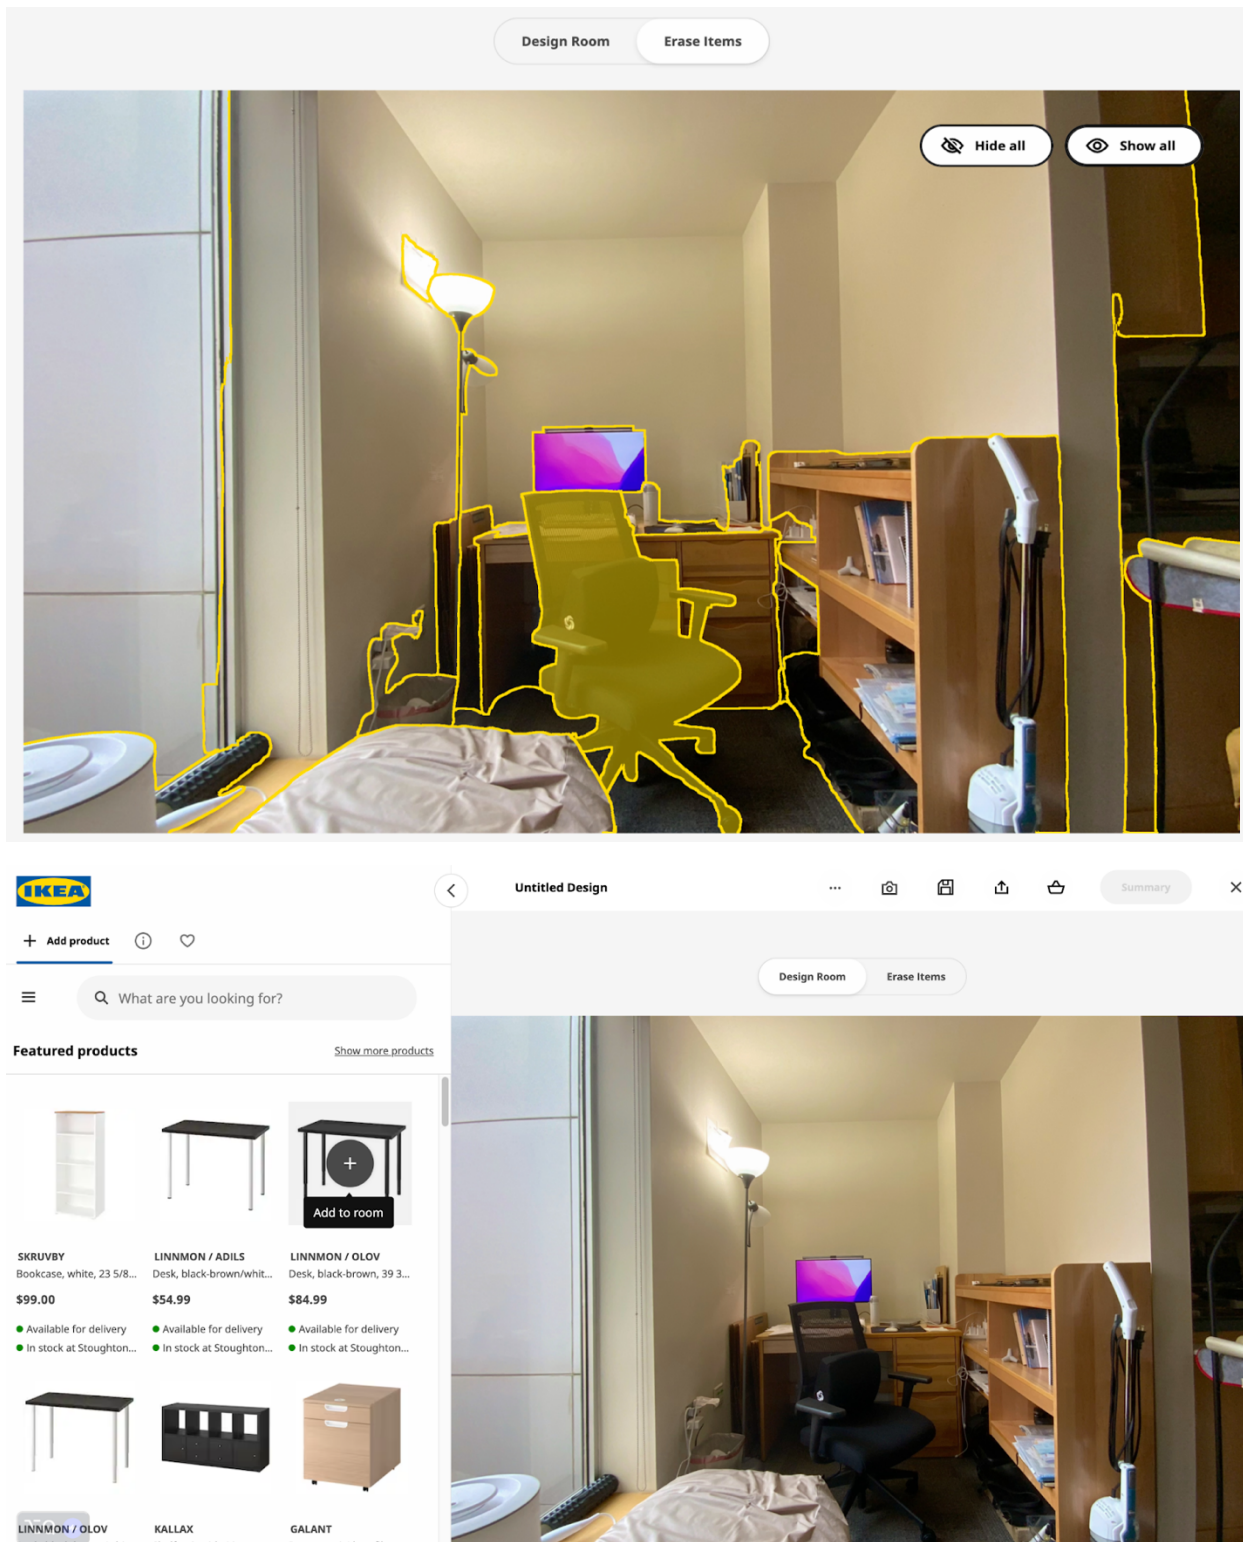 Design Room
Erase Items
Hide all
Show all
IKEA
Untitled Design
...
Summary
Add product
Design Room
Erase Items
What are you looking for?
Featured products
Show more products
Add to room
SKRUVBY
LINNMON / ADILS
LINNMON / OLOV
Bookcase, white, 23 5/8...
Desk, black-brown/whit...
Desk, black-brown, 39 3...
$99.00
$54.99
$84.99
Available for delivery
Available for delivery
Available for delivery
In stock at Stoughton...
In stock at Stoughton...
In stock at Stoughton...
LINNMON / OLOV
KALLAX
GALANT